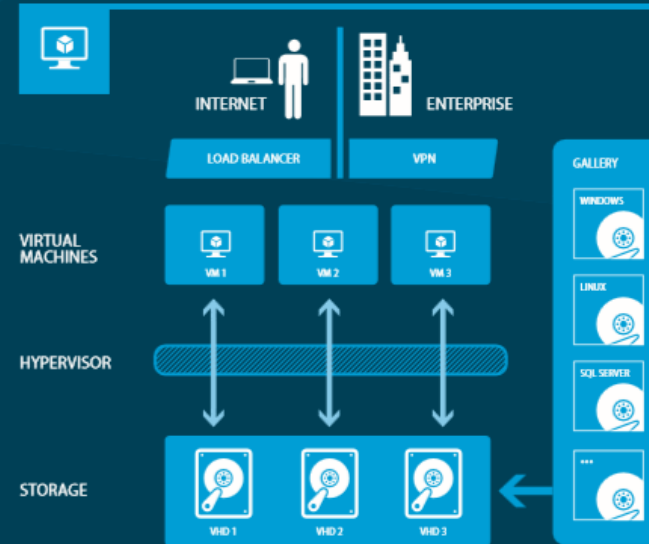 INTERNET
ENTERPRISE
LOAD BALANCER
VPN
GALLERY
WINDOWS
VIRTUAL
MACHINES
VM 1
VM 2
VM 3
LINUX
HYPERVISOR
SQL SERVER
...
STORAGE
VHD 1
VHD 2
VHD 3